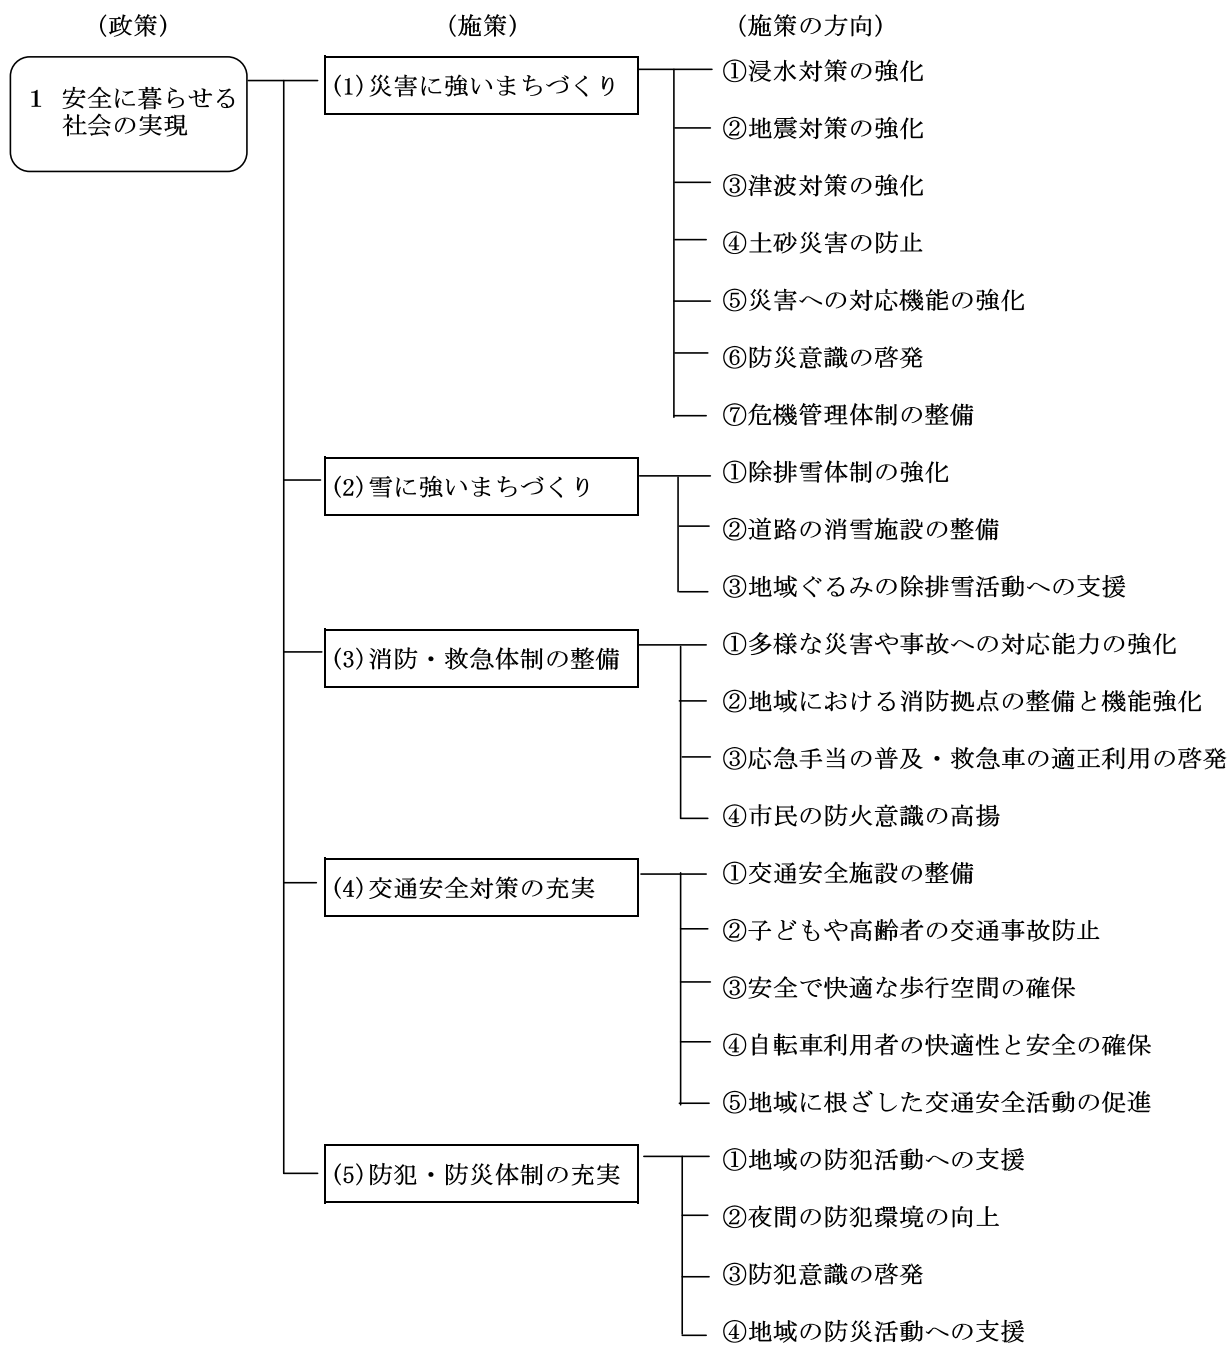 （政策）
（施策）
（施策の方向）
1 安全に暮らせる
社会の実現
(1)災害に強いまちづくり
①浸水対策の強化
②地震対策の強化
③津波対策の強化
④土砂災害の防止
⑤災害への対応機能の強化
⑥防災意識の啓発
⑦危機管理体制の整備
(2)雪に強いまちづくり
①除排雪体制の強化
②道路の消雪施設の整備
③地域ぐるみの除排雪活動への支援
(3)消防・救急体制の整備
①多様な災害や事故への対応能力の強化
②地域における消防拠点の整備と機能強化
③応急手当の普及・救急車の適正利用の啓発
④市民の防火意識の高揚
(4)交通安全対策の充実
①交通安全施設の整備
②子どもや高齢者の交通事故防止
③安全で快適な歩行空間の確保
④自転車利用者の快適性と安全の確保
⑤地域に根ざした交通安全活動の促進
(5)防犯・防災体制の充実
①地域の防犯活動への支援
②夜間の防犯環境の向上
③防犯意識の啓発
④地域の防災活動への支援